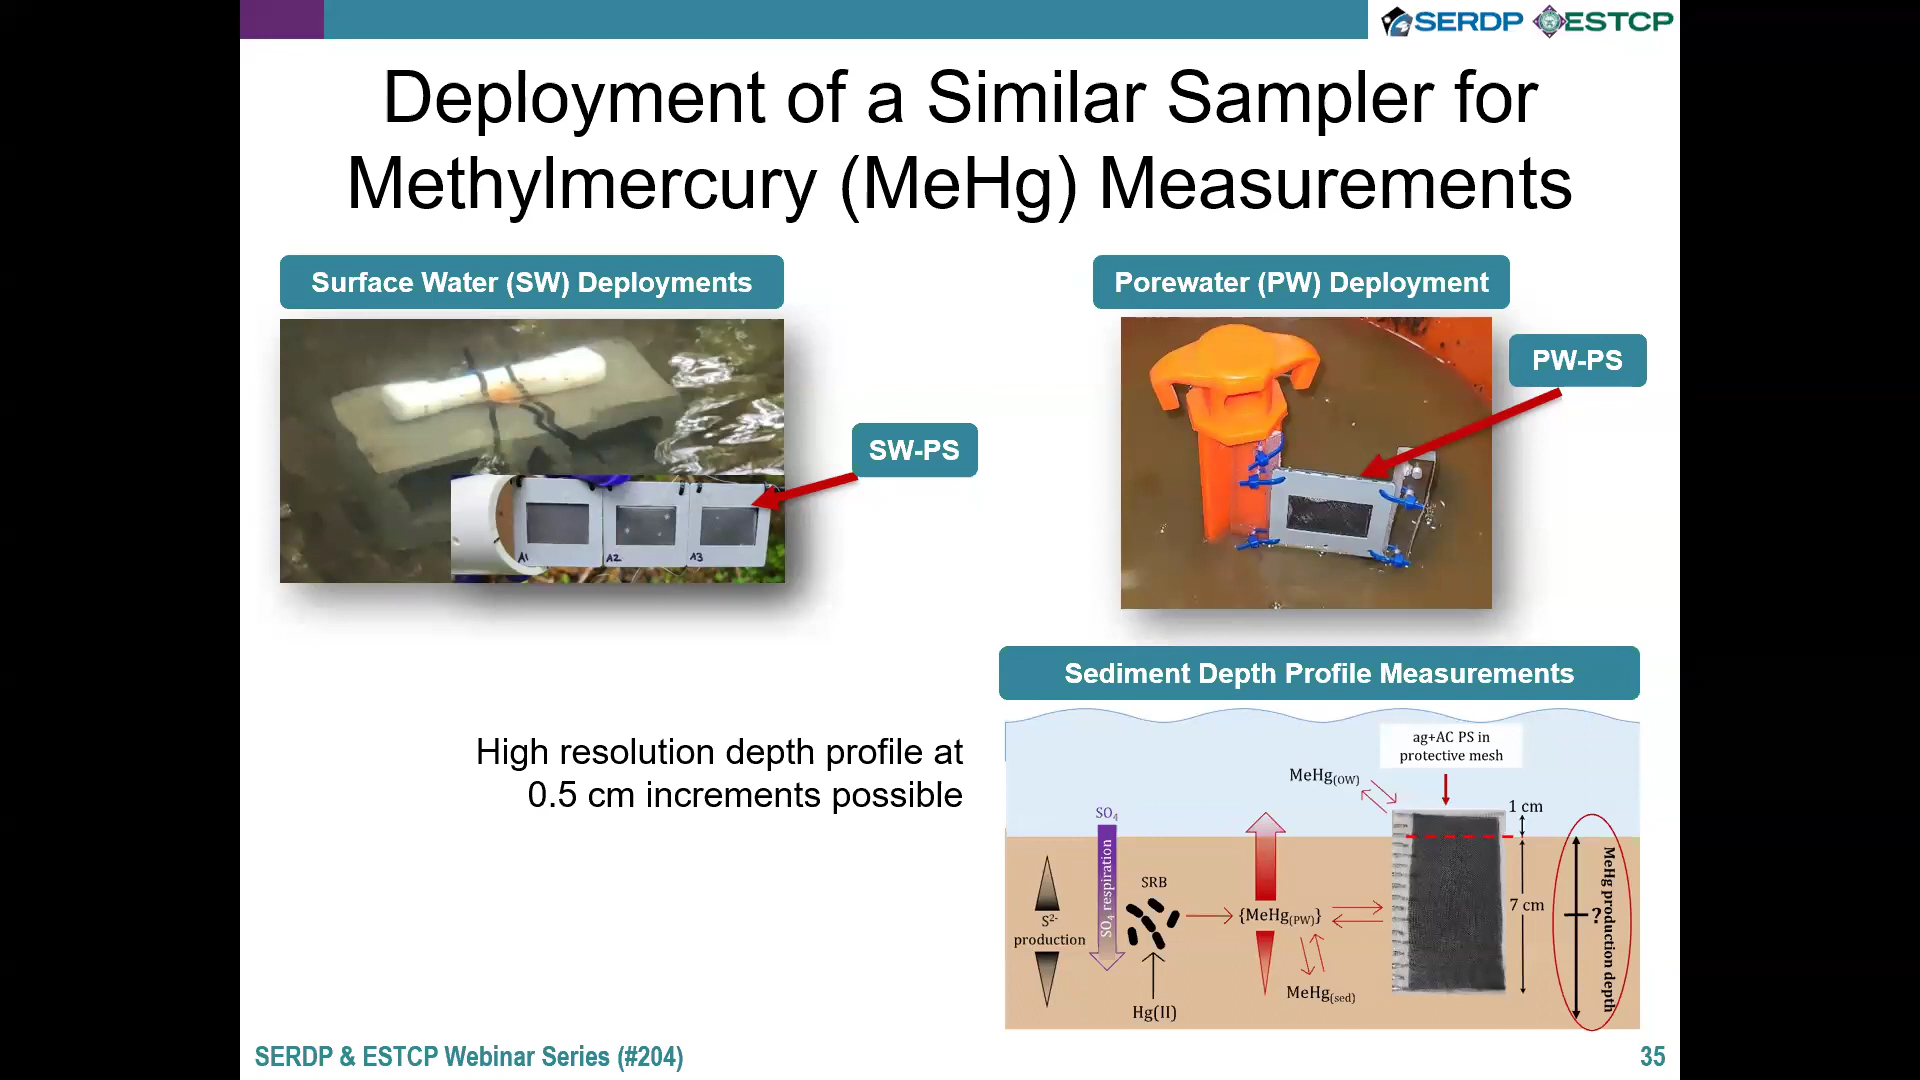 SERDP ESTCP
Deployment of a Similar Sampler for
Methylmercury (MeHg) Measurements
Surface Water (SW) Deployments
SW-PS
A1 A2 A3
Porewater (PW) Deployment
PW-PS
High resolution depth profile at
0.5 cm increments possible
Sediment Depth Profile Measurements
ag+AC PS in
protective mesh
MeHg(OW)
1 cm
SO4
SO4 respiration
SRB
S2-
production
{MeHg(PW)}
7 cm
?
MeHg production depth
MeHg(sed)
Hg(II)
SERDP & ESTCP Webinar Series (#204)
35